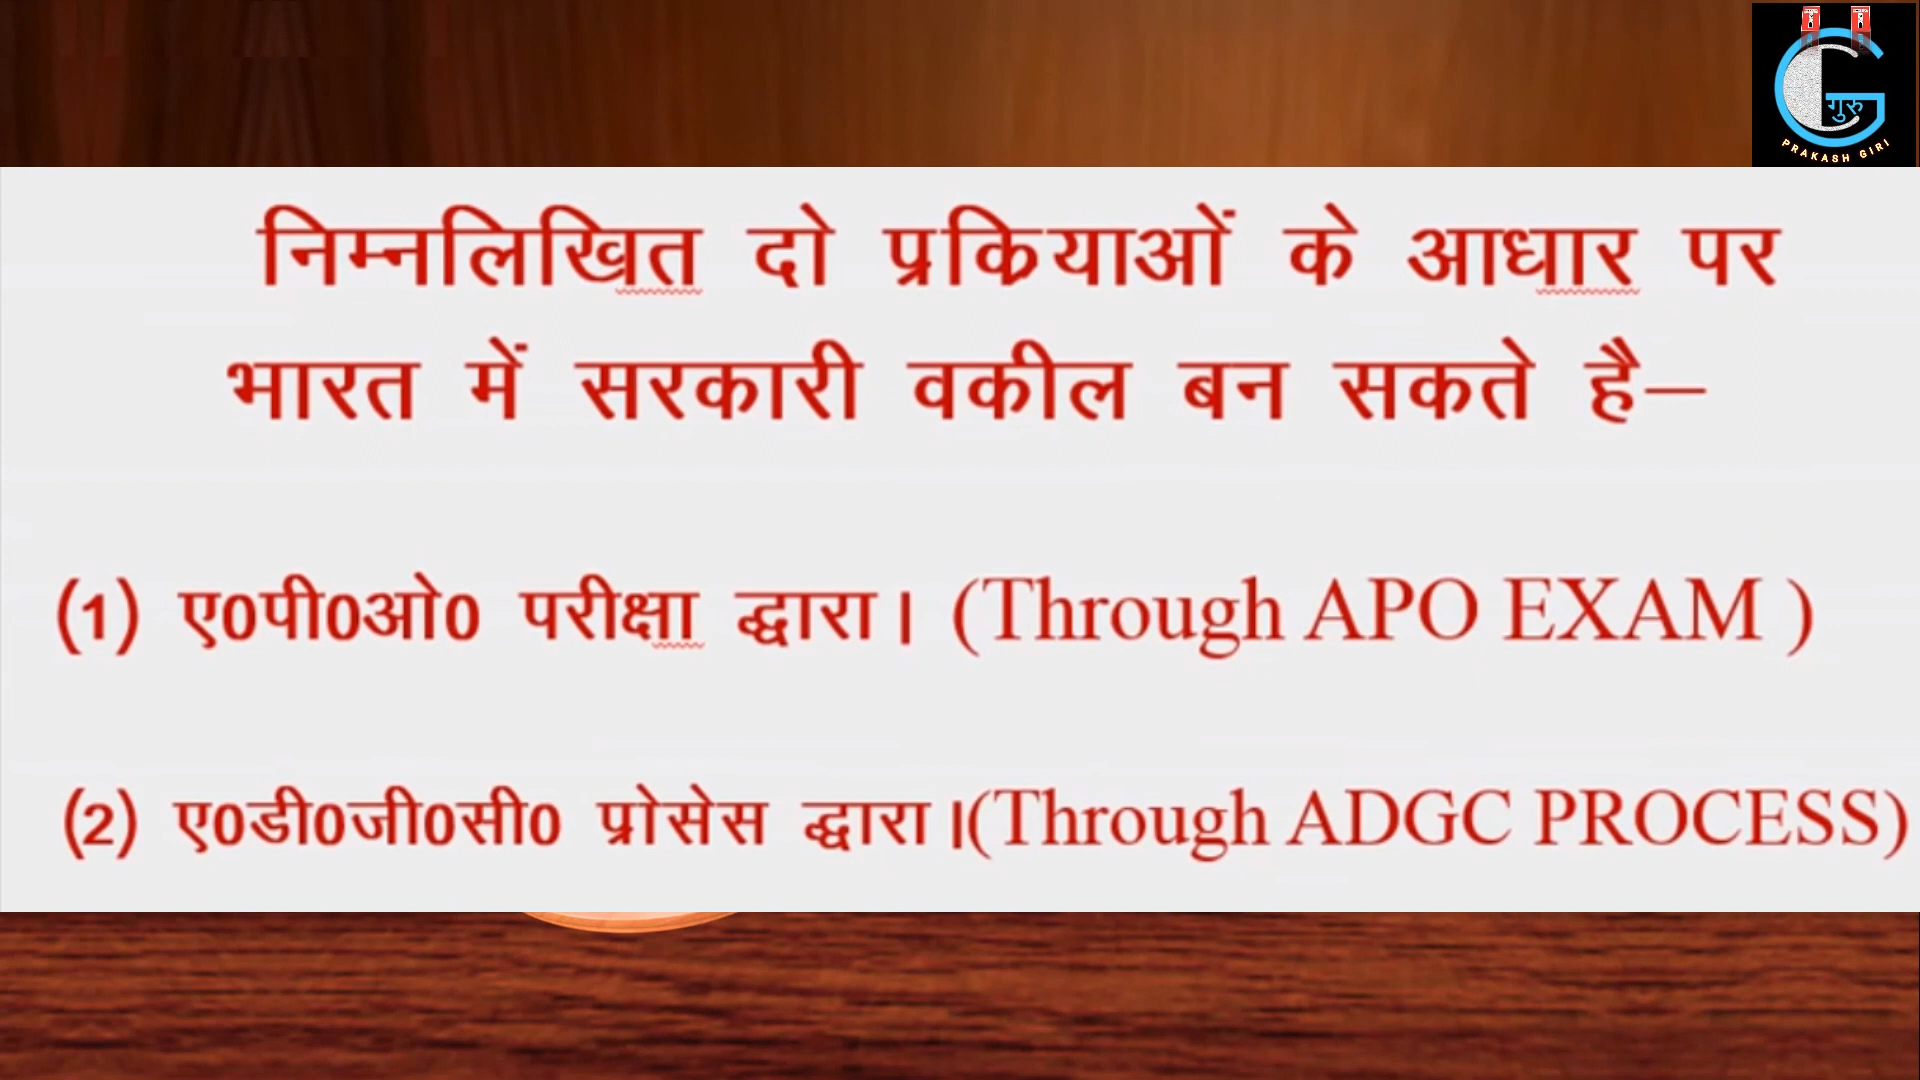 गुरु
PRAKASH GIRI
निम्नलिखित दो प्रकियाओं के आधार पर
भारत में सरकारी वकील बन सकते है–
(1) ए0पी0ओ0 परीक्षा द्वारा। (Through APO EXAM )
(2) ए0डी0जी0सी0 प्रोसेस द्वारा ।(Through ADGC PROCESS)